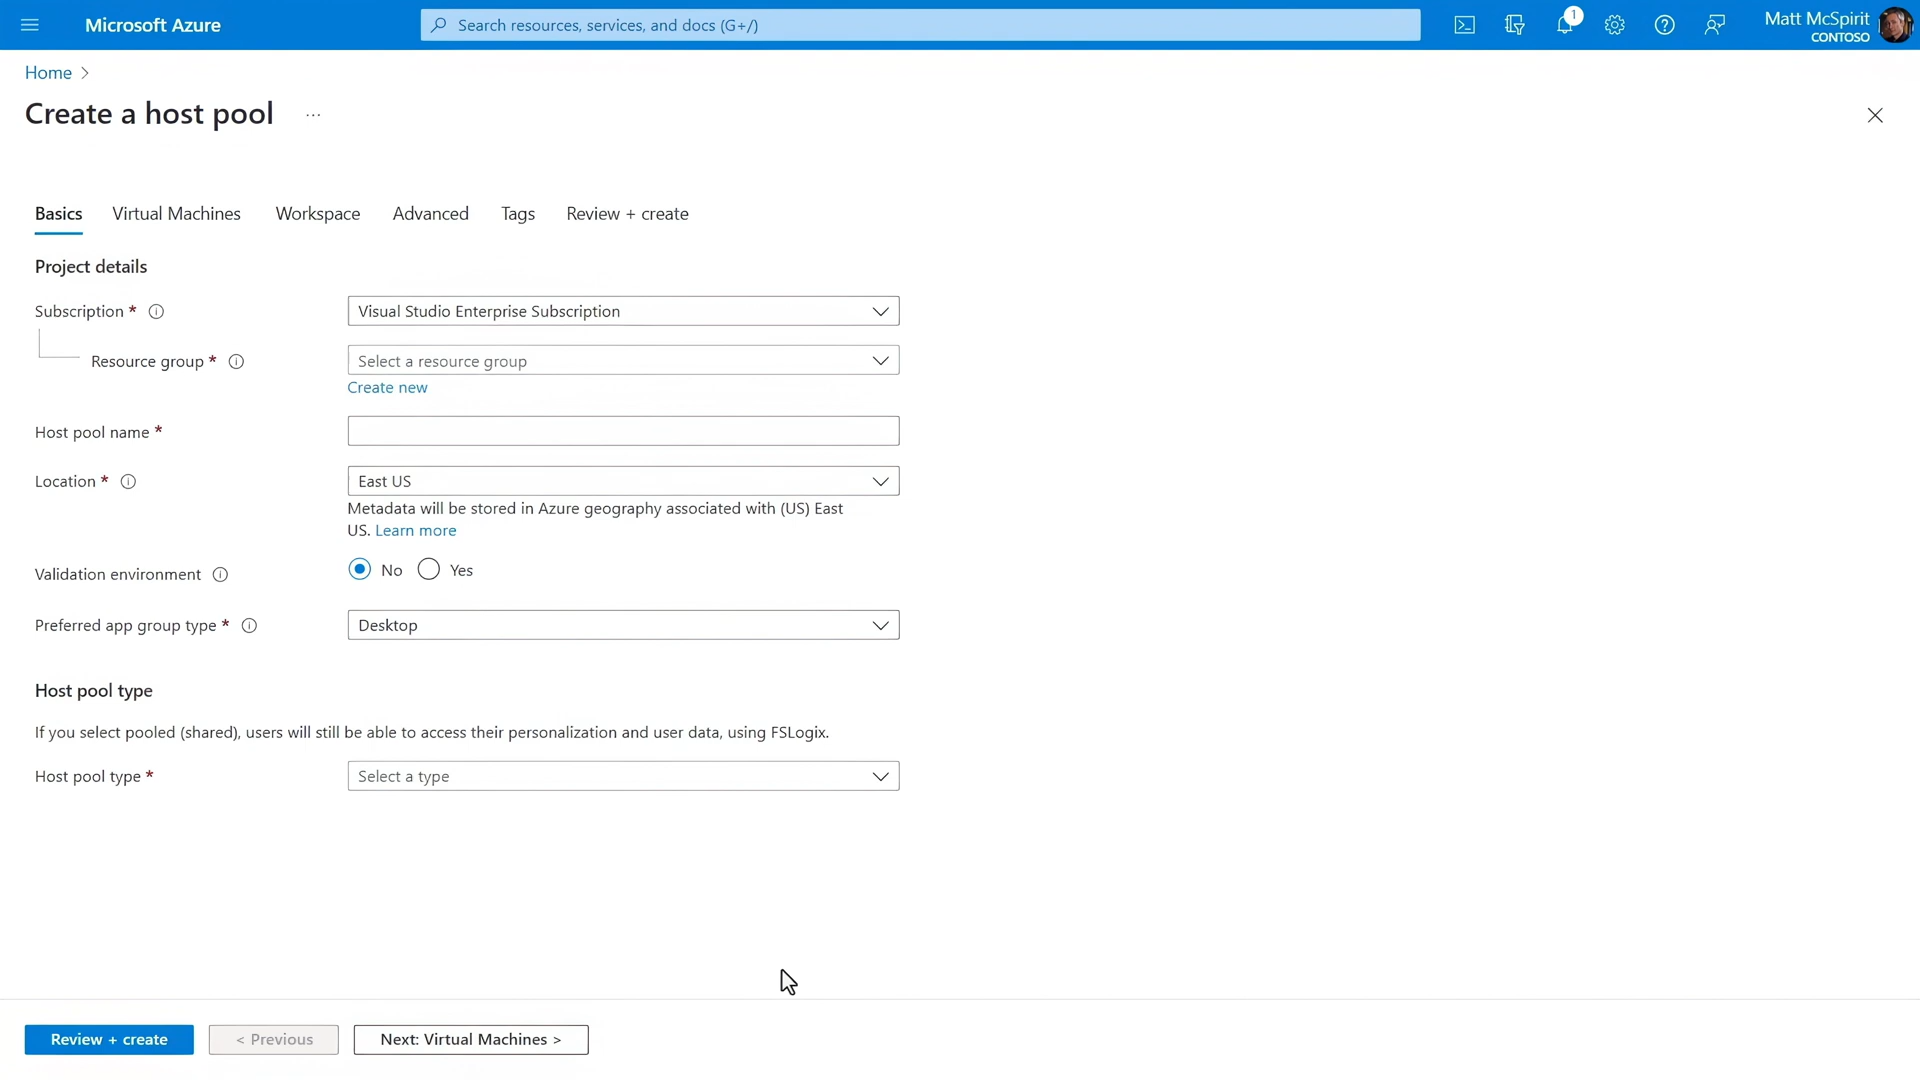 Microsoft Azure
Search resources, services, and docs (G+/)
1
Matt McSpirit
CONTOSO
Home >
Create a host pool ...
Basics Virtual Machines Workspace Advanced Tags Review + create
Project details
Subscription *
Visual Studio Enterprise Subscription
Resource group *
Select a resource group
Create new
Host pool name *
Location *
East US
Metadata will be stored in Azure geography associated with (US) East
US. Learn more
Validation environment
No Yes
Preferred app group type *
Desktop
Host pool type
If you select pooled (shared), users will still be able to access their personalization and user data, using FSLogix.
Host pool type *
Select a type
Review + create < Previous Next: Virtual Machines >